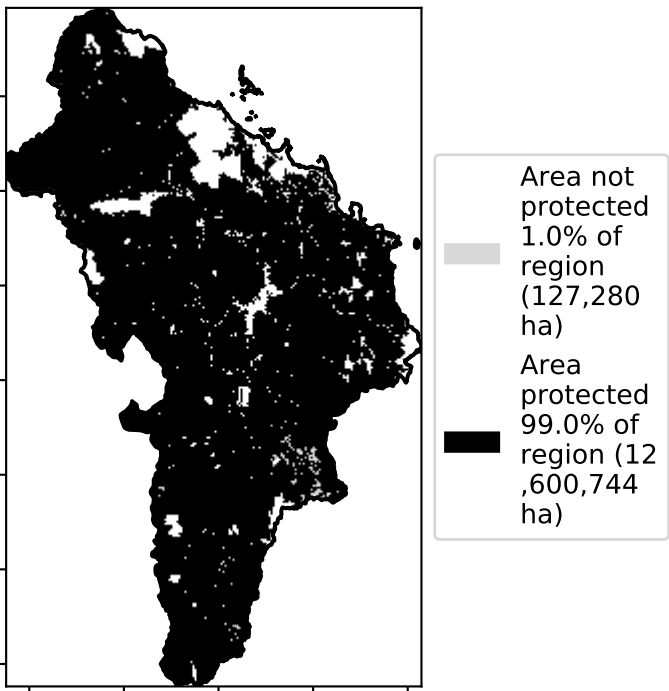 Area not
protected
1.0% of
region
(127,280
ha)
Area
protected
99.0% of
region (12
,600,744
ha)